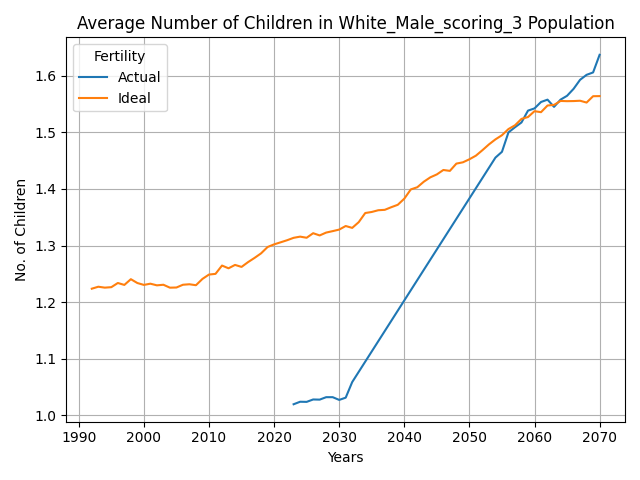 Average Number of Children in White_Male_scoring_3 Population
Fertility
Actual
Ideal
No. of Children
1.6
1.5
1.4
1.3
1.2
1.1
1.0
1990 2000 2010 2020 2030 2040 2050 2060 2070
Years